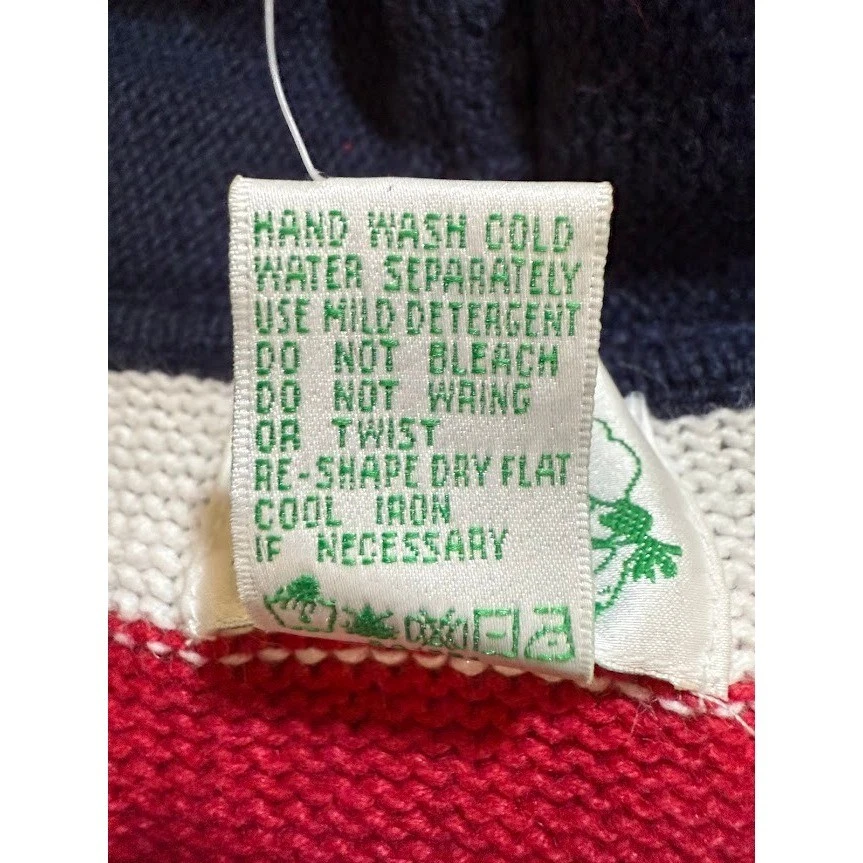 HAND WASH COLD
WATER SEPARATELY
USE MILD DETERGENT
DO NOT BLEACH
DO NOT WRING
OR TWIST
RE-SHAPE DRY FLAT
COOL IRON
IF NECESSARY